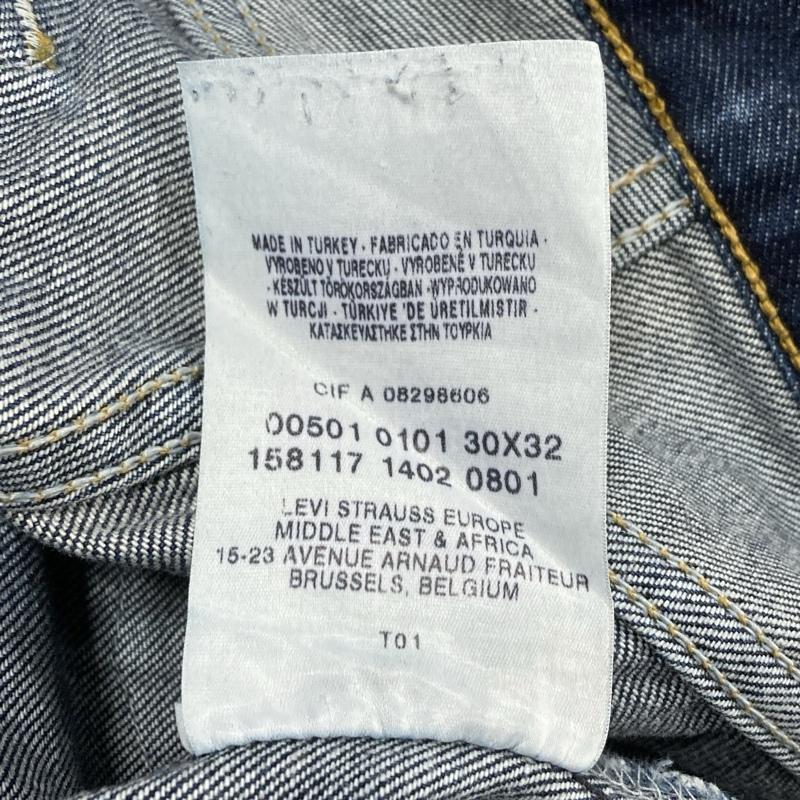 MADE IN TURKEY · FABRICADO EN TURQUIA ·
VYROBENO V TURECKU · VYROBENÉ V TURECKU
· KÉSZÜLT TÖRÖKORSZÁGBAN · WYPRODUKOWANO
W TURCJI · TÜRKIYE 'DE ÜRETILMISTIR ·
ΚΑΤΑΣΚΕΥΑΣΤΗΚΕ ΣΤΗΝ ΤΟΥΡΚΙΑ
CIF A 08298606
00501 0101 30X32
158117 1402 0801
LEVI STRAUSS EUROPE
MIDDLE EAST & AFRICA
15-23 AVENUE ARNAUD FRAITEUR
BRUSSELS, BELGIUM
T01